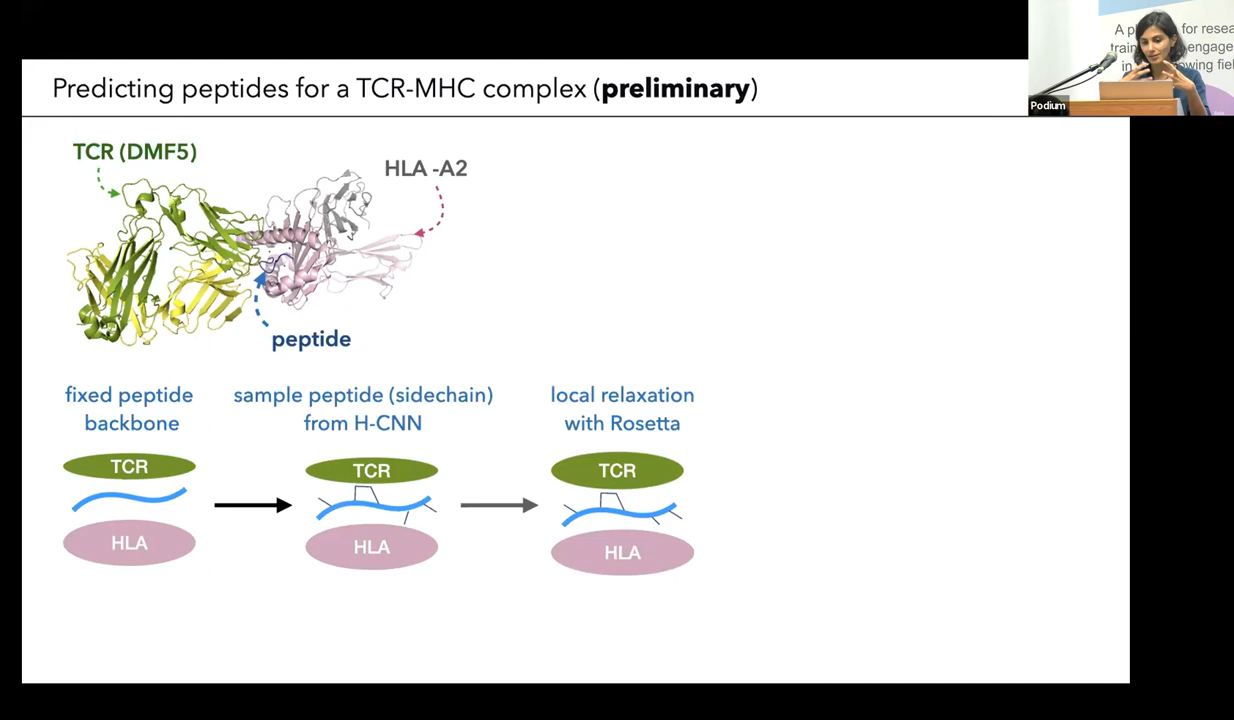 Predicting peptides for a TCR-MHC complex (preliminary)
TCR (DMF5)
HLA -A2
peptide
fixed peptide
backbone
sample peptide (sidechain)
from H-CNN
local relaxation
with Rosetta
TCR
HLA
TCR
HLA
TCR
HLA
A p for resea
train engage
in owing fiel
Podium